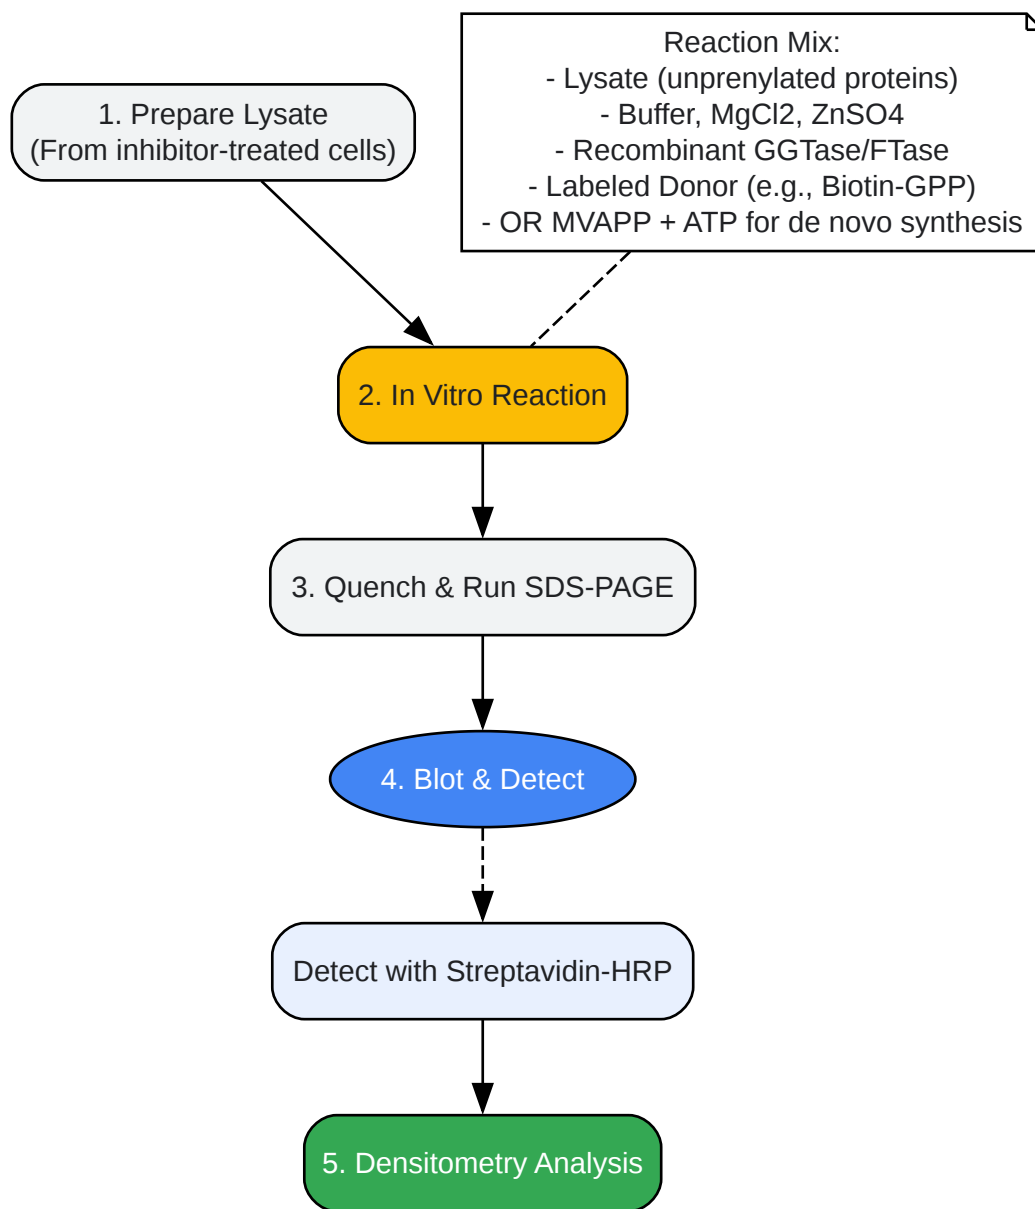 1. Prepare Lysate
(From inhibitor-treated cells)
Reaction Mix:
- Lysate (unprenylated proteins)
- Buffer, MgCl2, ZnSO4
- Recombinant GGTase/FTase
- Labeled Donor (e.g., Biotin-GPP)
- OR MVAPP + ATP for de novo synthesis
2. In Vitro Reaction
3. Quench & Run SDS-PAGE
4. Blot & Detect
Detect with Streptavidin-HRP
5. Densitometry Analysis